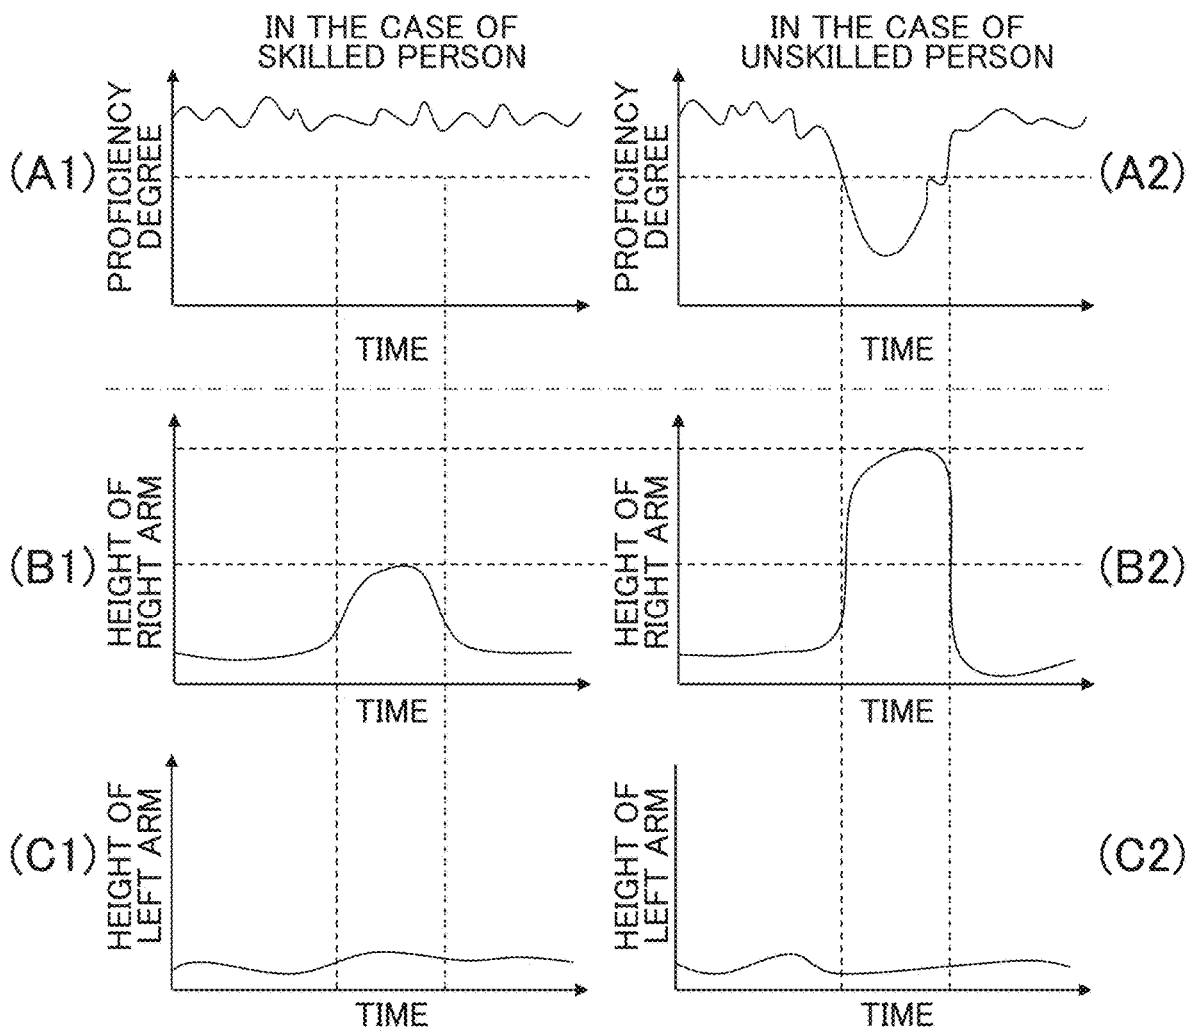 IN THE CASE OF
SKILLED PERSON
IN THE CASE OF
UNSKILLED PERSON
(A1)
PROFICIENCY
DEGREE
TIME
PROFICIENCY
DEGREE
TIME
(A2)
(B1)
HEIGHT OF
RIGHT ARM
TIME
HEIGHT OF
RIGHT ARM
TIME
(B2)
(C1)
HEIGHT OF
LEFT ARM
TIME
HEIGHT OF
LEFT ARM
TIME
(C2)